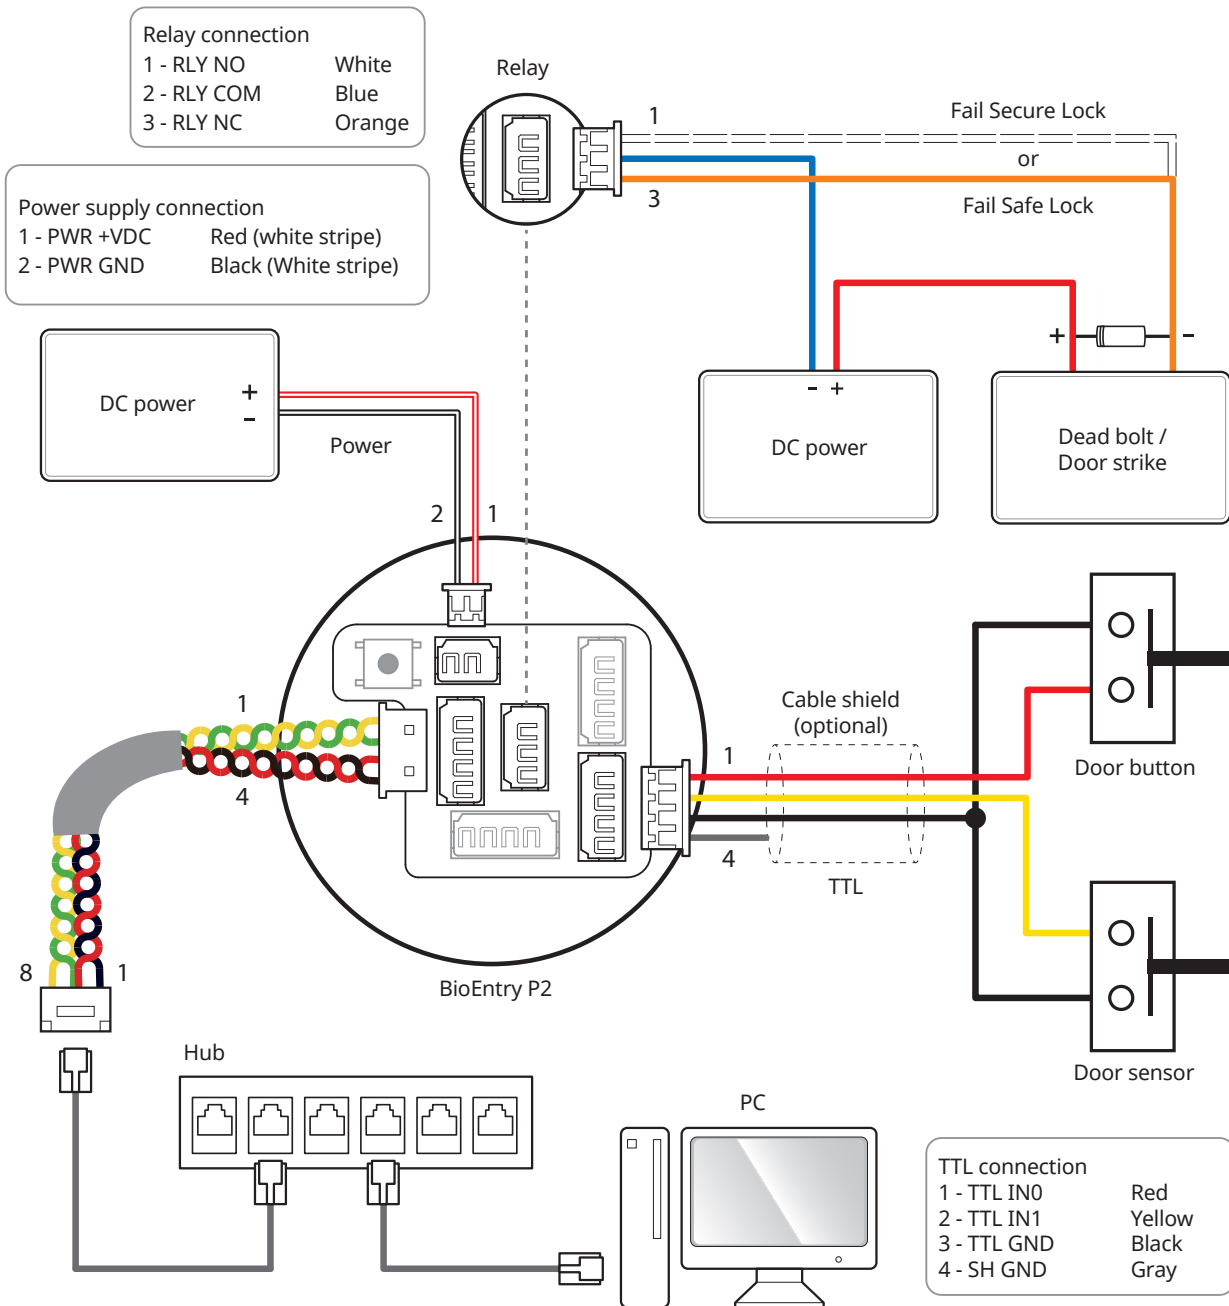 Relay connection
1 - RLY NO White
2 - RLY COM Blue
3 - RLY NC Orange
Relay
1
Fail Secure Lock
or
3
Fail Safe Lock
Power supply connection
1 - PWR +VDC Red (white stripe)
2 - PWR GND Black (White stripe)
DC power
+
-
Power
2 1
+ -
- +
DC power
Dead bolt /
Door strike
1
4
Cable shield
(optional)
1
4
TTL
Door button
8 1
BioEntry P2
Door sensor
Hub
PC
TTL connection
1 - TTL IN0 Red
2 - TTL IN1 Yellow
3 - TTL GND Black
4 - SH GND Gray